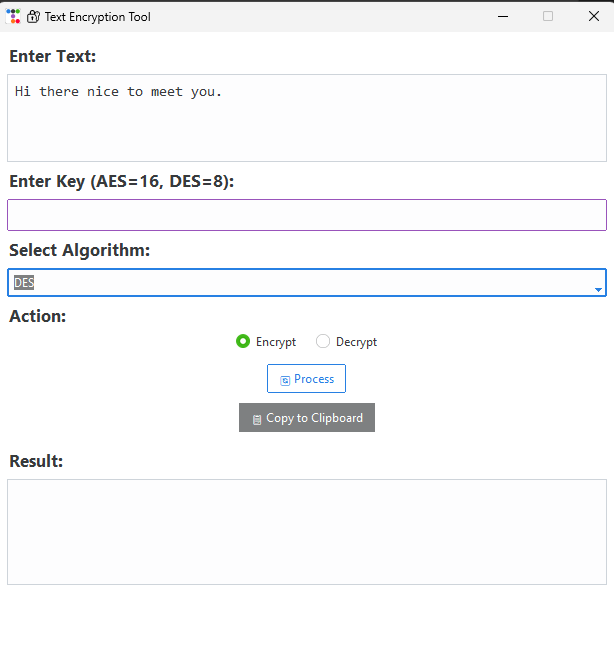 Text Encryption Tool
Enter Text:
Hi there nice to meet you.
Enter Key (AES=16, DES=8):
Select Algorithm:
DES
Action:
Encrypt Decrypt
Process
Copy to Clipboard
Result: